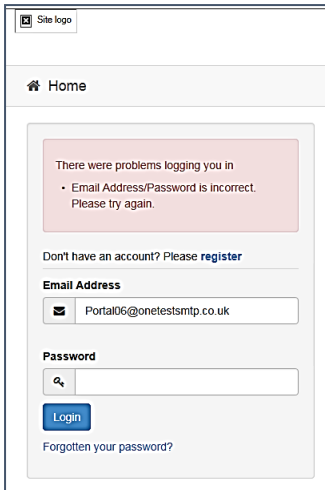 Site logo
Home
There were problems logging you in
• Email Address/Password is incorrect.
Please try again.
Don't have an account? Please register
Email Address
Portal06@onetestsmtp.co.uk
Password
Login
Forgotten your password?